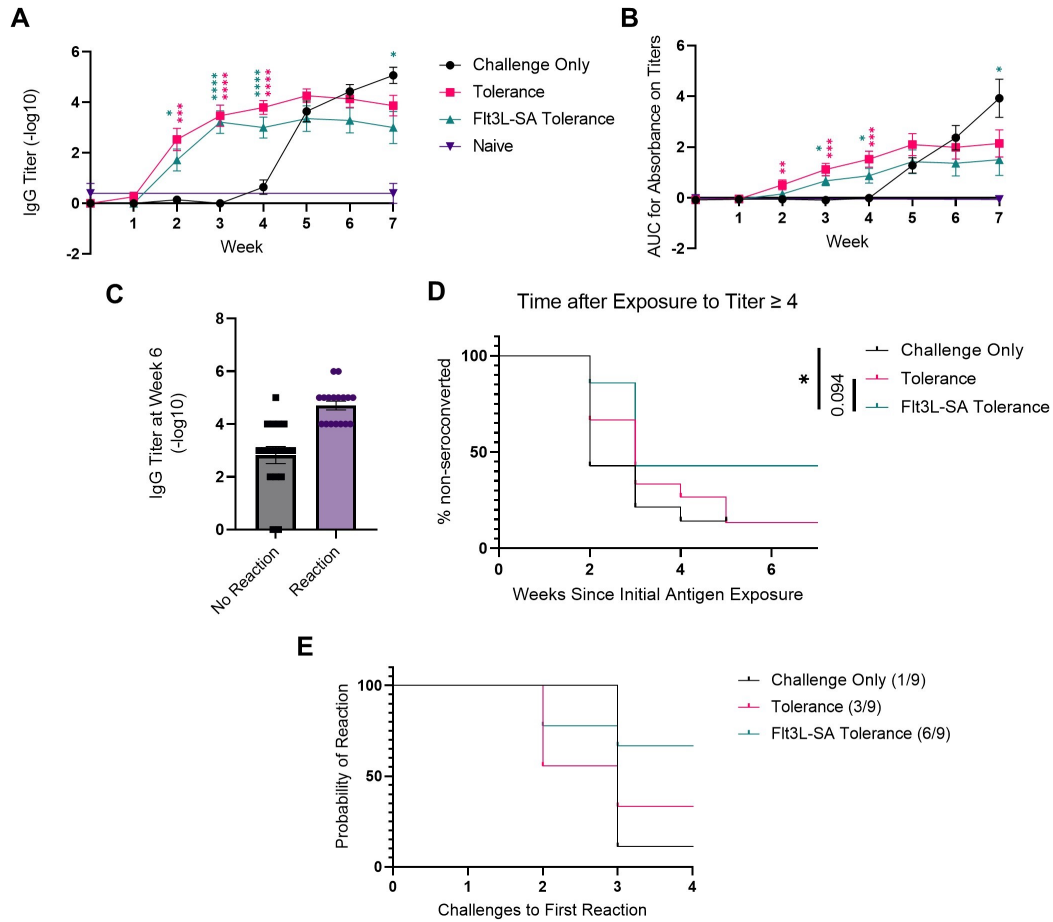 A
IgG Titer (-log10)
6
4
2
0
-2
1 2 3 4 5 6 7
Week
* *** **** **** **** **** *
Challenge Only
Tolerance
Flt3L-SA Tolerance
Naive
B
AUC for Absorbance on Titers
6
4
2
0
-2
1 2 3 4 5 6 7
Week
** * *** * *** *
C
IgG Titer at Week 6
(-log10)
8
6
4
2
0
No Reaction
Reaction
D
Time after Exposure to Titer ≥ 4
% non-seroconverted
100
50
0
0 2 4 6
Weeks Since Initial Antigen Exposure
Challenge Only
Tolerance
Flt3L-SA Tolerance
*
0.094
E
Probability of Reaction
100
50
0
0 1 2 3 4
Challenges to First Reaction
Challenge Only (1/9)
Tolerance (3/9)
Flt3L-SA Tolerance (6/9)